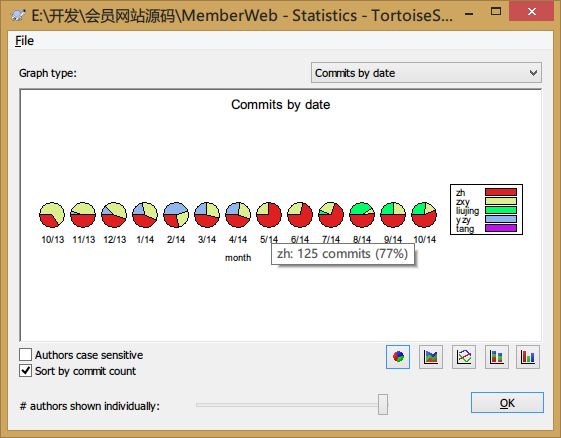 E:\开发\会员网站源码\MemberWeb - Statistics - TortoiseS...
File
Graph type:
Commits by date
Commits by date
zh
zxy
liujing
yzy
tang
10/13 11/13 12/13 1/14 2/14 3/14 4/14 5/14 6/14 7/14 8/14 9/14 10/14
month
zh: 125 commits (77%)
Authors case sensitive
Sort by commit count
# authors shown individually:
OK